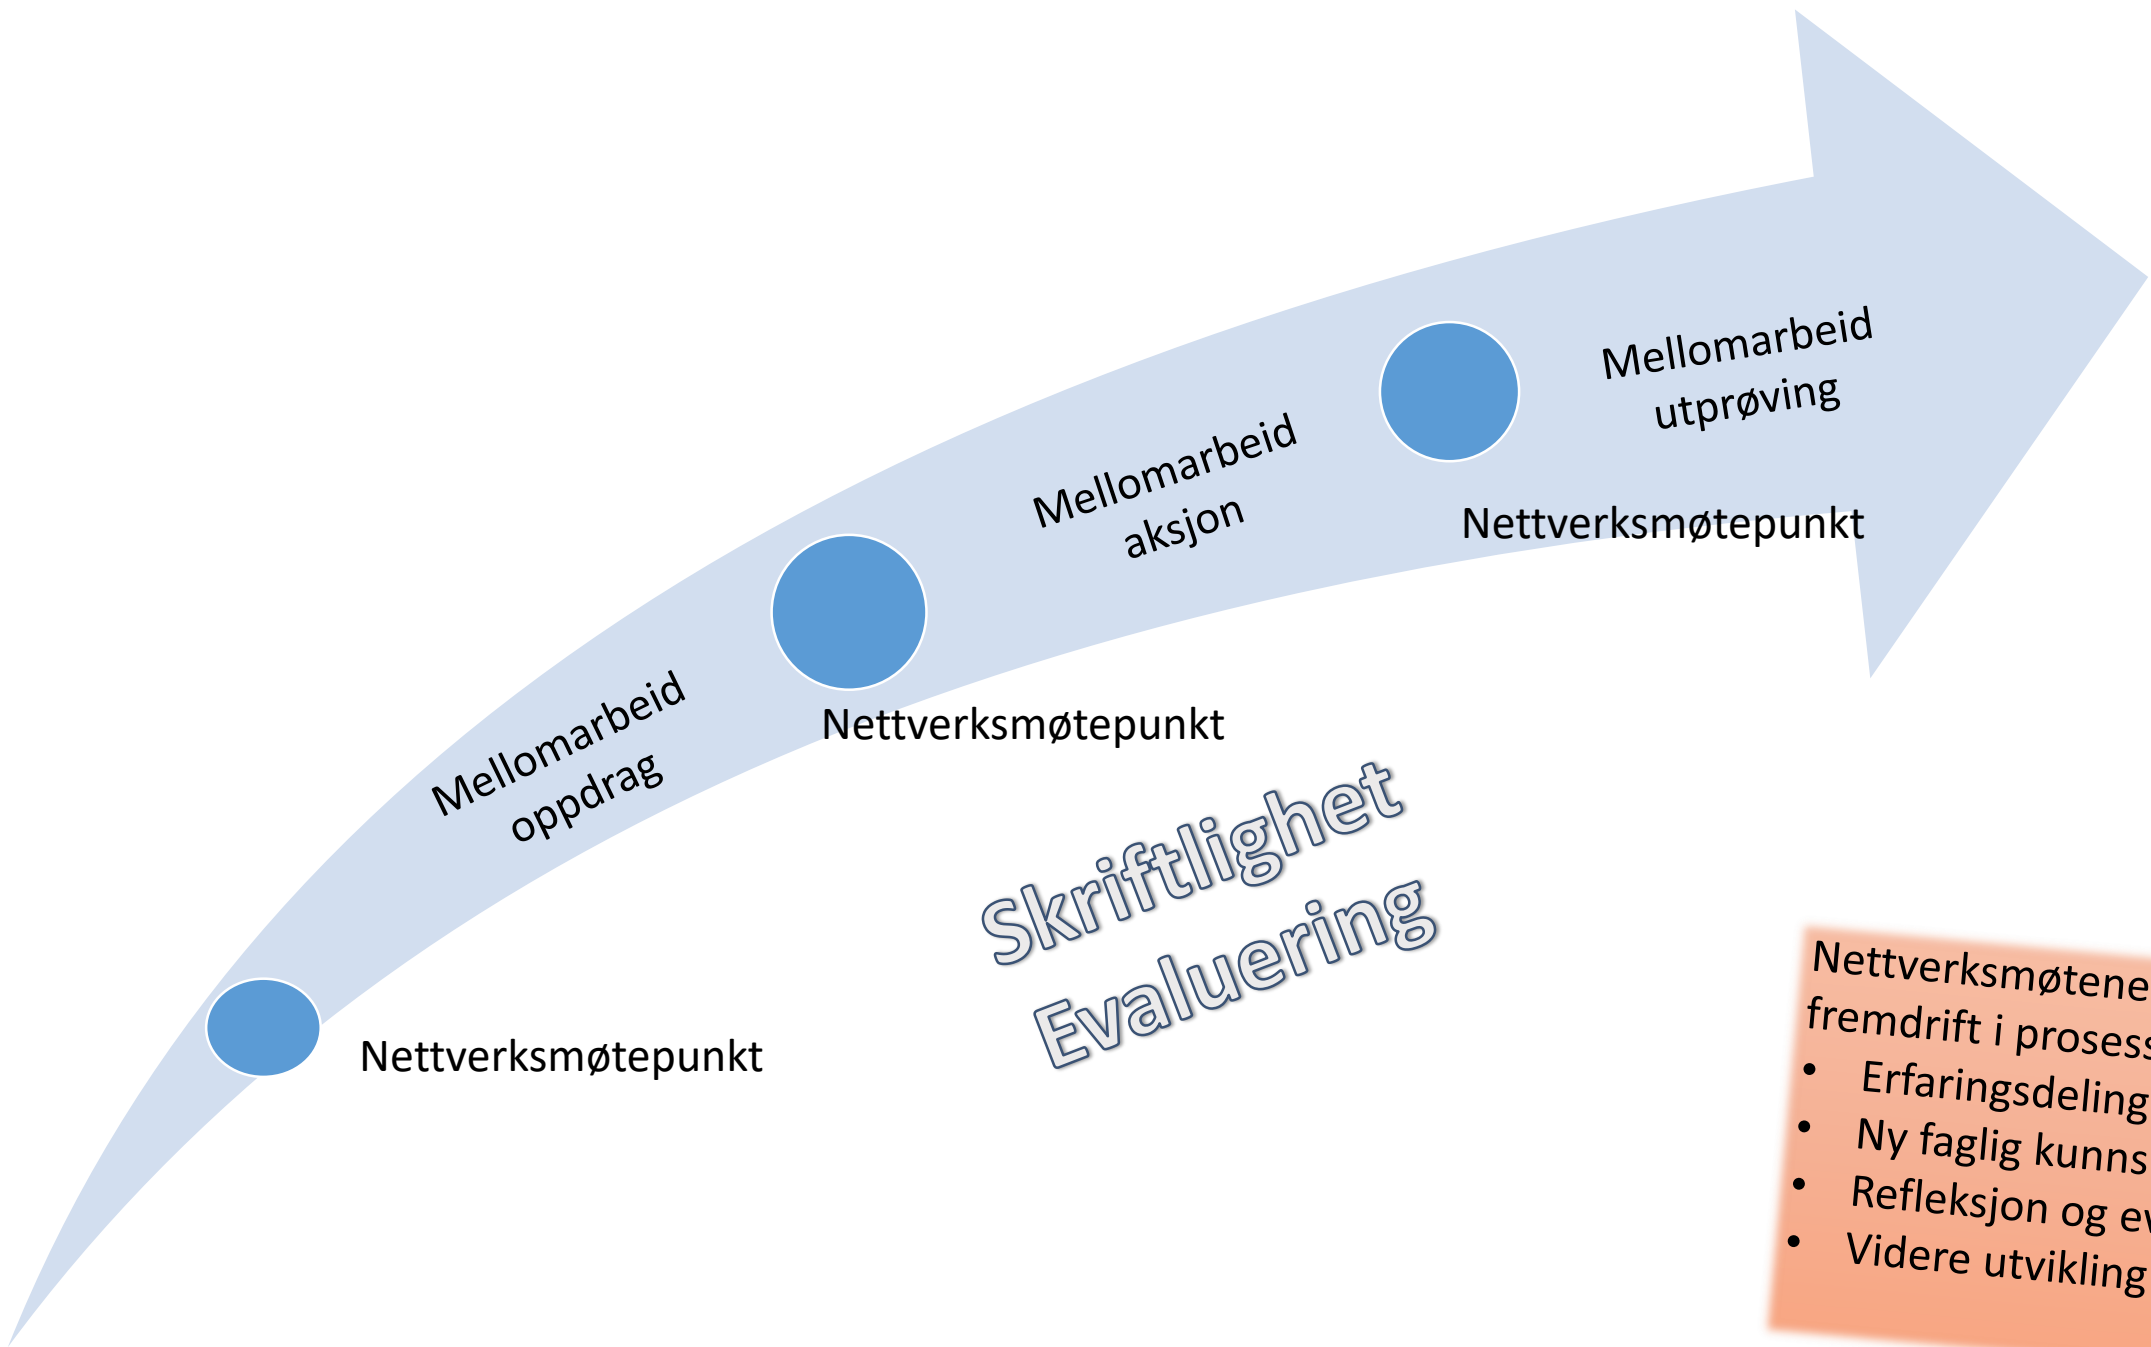 Mellomarbeid
utprøving
Mellomarbeid
aksjon
Nettverksmøtepunkt
Mellomarbeid
oppdrag
Nettverksmøtepunkt
Skriftlighet
Evaluering
Nettverksmøtepunkt
Nettverksmøtene
fremdrift i
• Erfaringsdeling
• Ny faglig
• Refleksjon og
• Videre utvikling